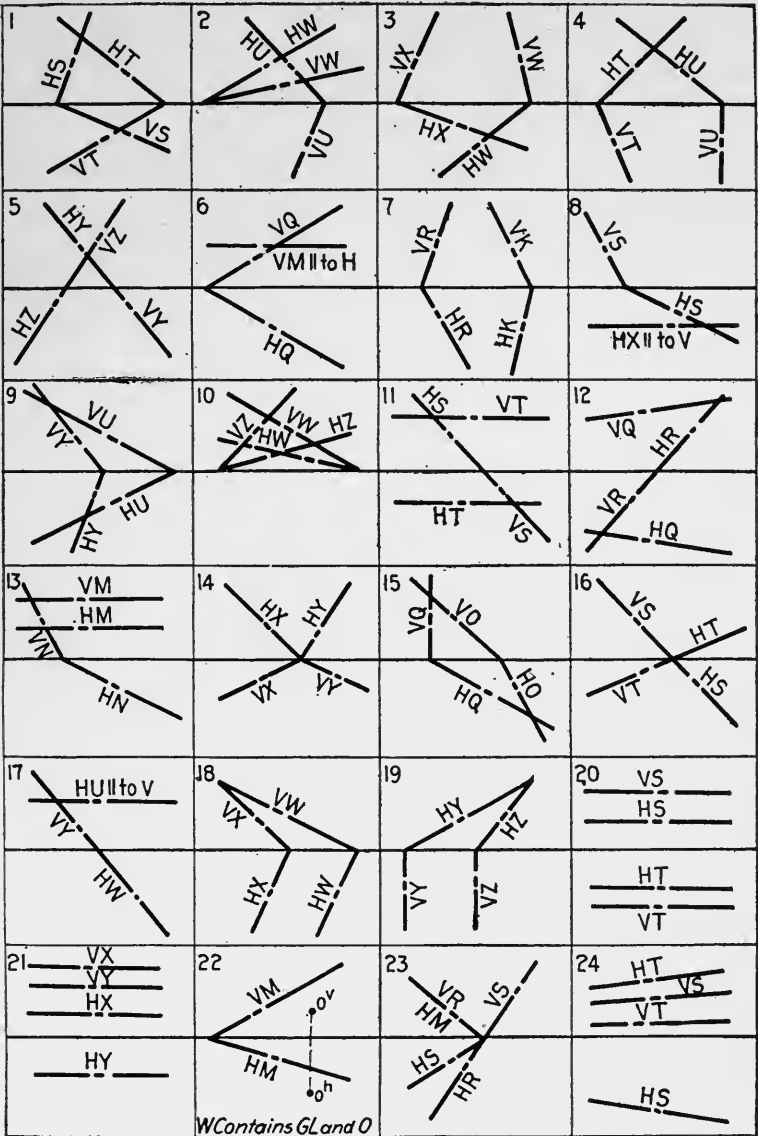 1
HS
HT
VS
VT
2
HU
HW
VW
VU
3
VX
VW
HX
HW
4
HT
HU
VT
VU
5
HY
VZ
HZ
VY
6
VQ
VM II to H
HQ
7
VR
VK
HR
HK
8
VS
HS
HX II to V
9
VY
VU
HU
HY
10
VZ
HW
VW
HZ
11
HS
VT
HT
VS
12
VQ
HR
VR
HQ
13
VM
HM
VN
HN
14
HX
HY
VX
VY
15
VQ
VO
HQ
HO
16
VS
HT
VT
HS
17
HU II to V
VY
HW
18
VX
VW
HX
HW
19
HY
HZ
VY
VZ
20
VS
HS
HT
VT
21
VX
VY
HX
HY
22
VM
Oᵛ
HM
Oʰ
W Contains GL and O
23
VR
HM
VS
HS
HR
24
HT
VS
VT
HS